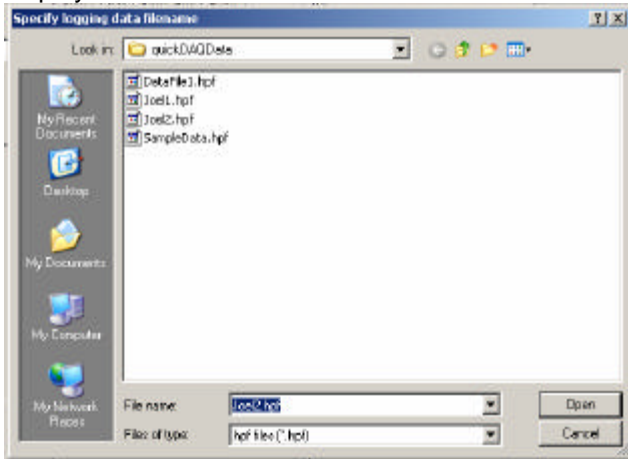 Specify logging data filename
Look in:
quickDAQData
DataFile1.hpf
Joel1.hpf
Joel2.hpf
SampleData.hpf
My Recent
Documents
Desktop
My Documents
My Computer
My Network
Places
File name:
Joel2.hpf
Open
Files of type:
hpf files (*.hpf)
Cancel